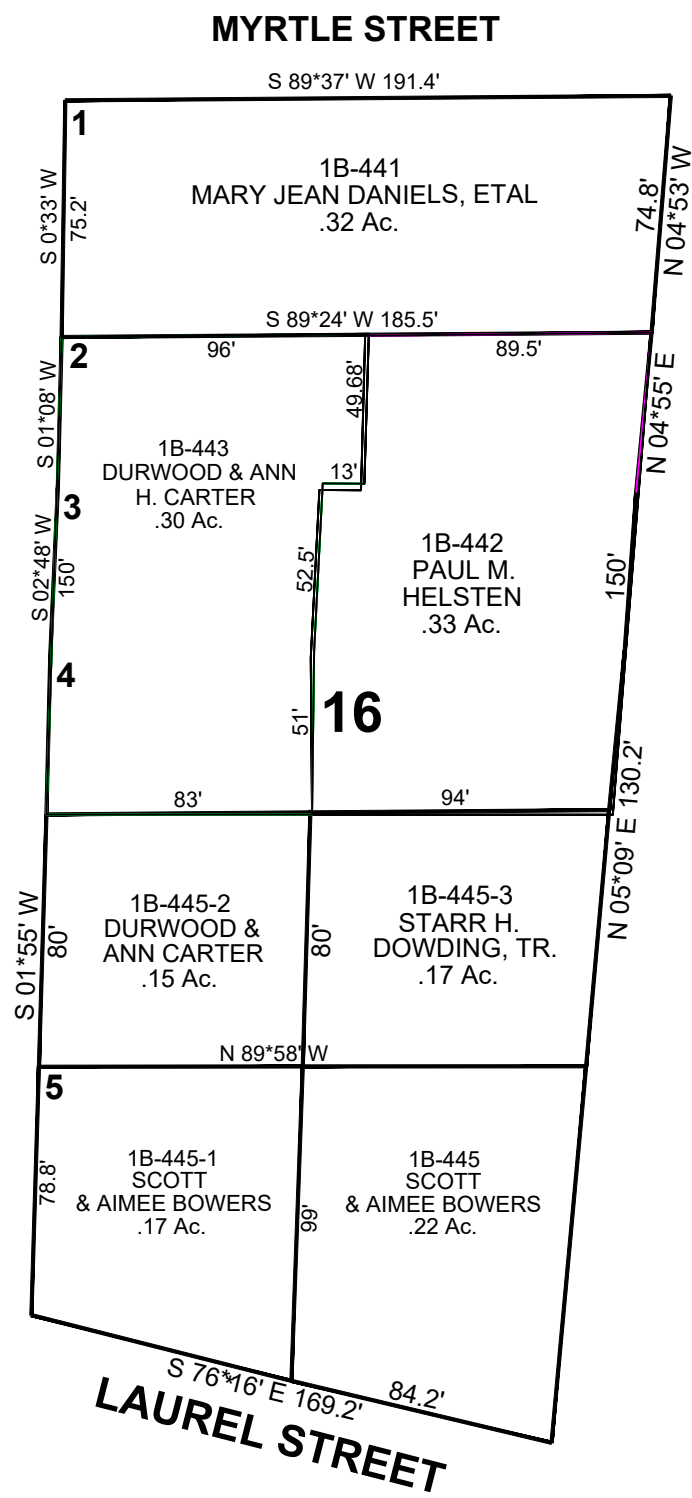 MYRTLE STREET
S 89*37' W 191.4'
1
S 0*33' W
75.2'
1B-441
MARY JEAN DANIELS, ETAL
.32 Ac.
74.8'
N 04*53' W
S 89*24' W 185.5'
2
96'
89.5'
S 01*08' W
49.68'
N 04*55' E
1B-443
DURWOOD & ANN
H. CARTER
.30 Ac.
13'
3
S 02*48' W
150'
52.5'
1B-442
PAUL M.
HELSTEN
.33 Ac.
150'
4
51'
16
83'
94'
N 05*09' E 130.2'
S 01*55' W
80'
1B-445-2
DURWOOD &
ANN CARTER
.15 Ac.
80'
1B-445-3
STARR H.
DOWDING, TR.
.17 Ac.
N 89*58' W
5
78.8'
1B-445-1
SCOTT
& AIMEE BOWERS
.17 Ac.
99'
1B-445
SCOTT
& AIMEE BOWERS
.22 Ac.
S 76*16' E 169.2'
84.2'
LAUREL STREET